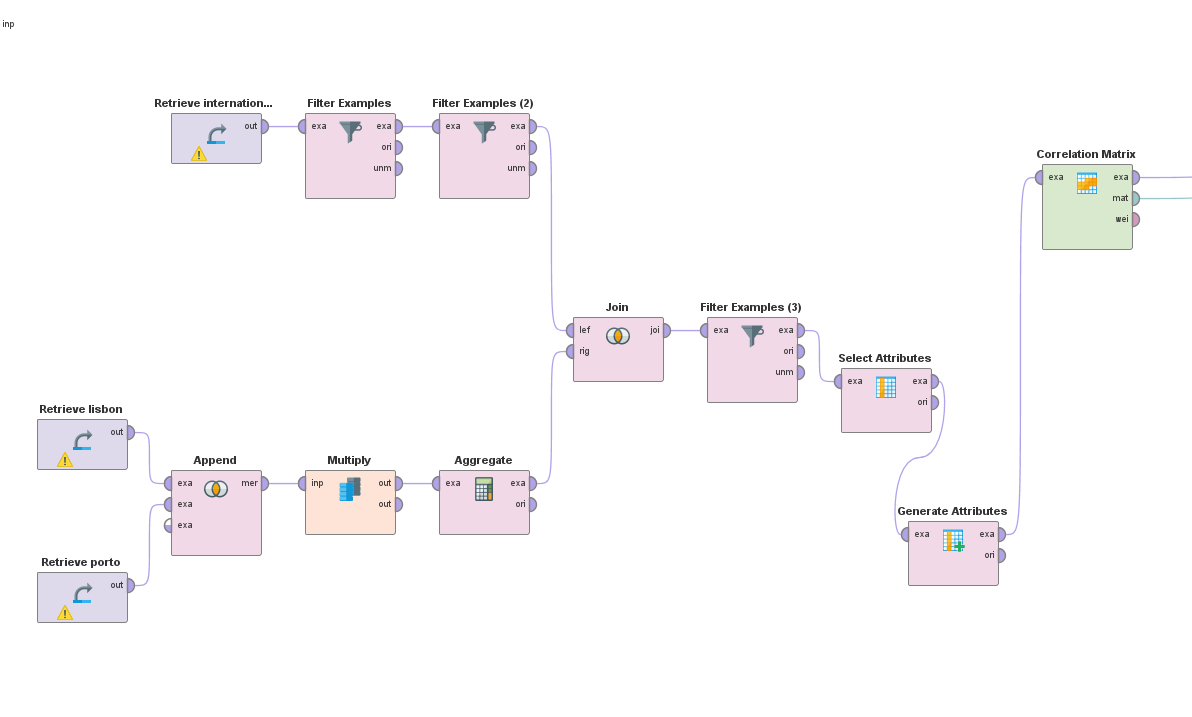 inp
Retrieve internation...
out
Filter Examples
exa exa
ori
unm
Filter Examples (2)
exa exa
ori
unm
Correlation Matrix
exa exa
mat
wei
Join
lef joi
rig
Filter Examples (3)
exa exa
ori
unm
Select Attributes
exa exa
ori
Retrieve lisbon
out
Append
exa mer
exa
exa
Multiply
inp out
out
Aggregate
exa exa
ori
Generate Attributes
exa exa
ori
Retrieve porto
out